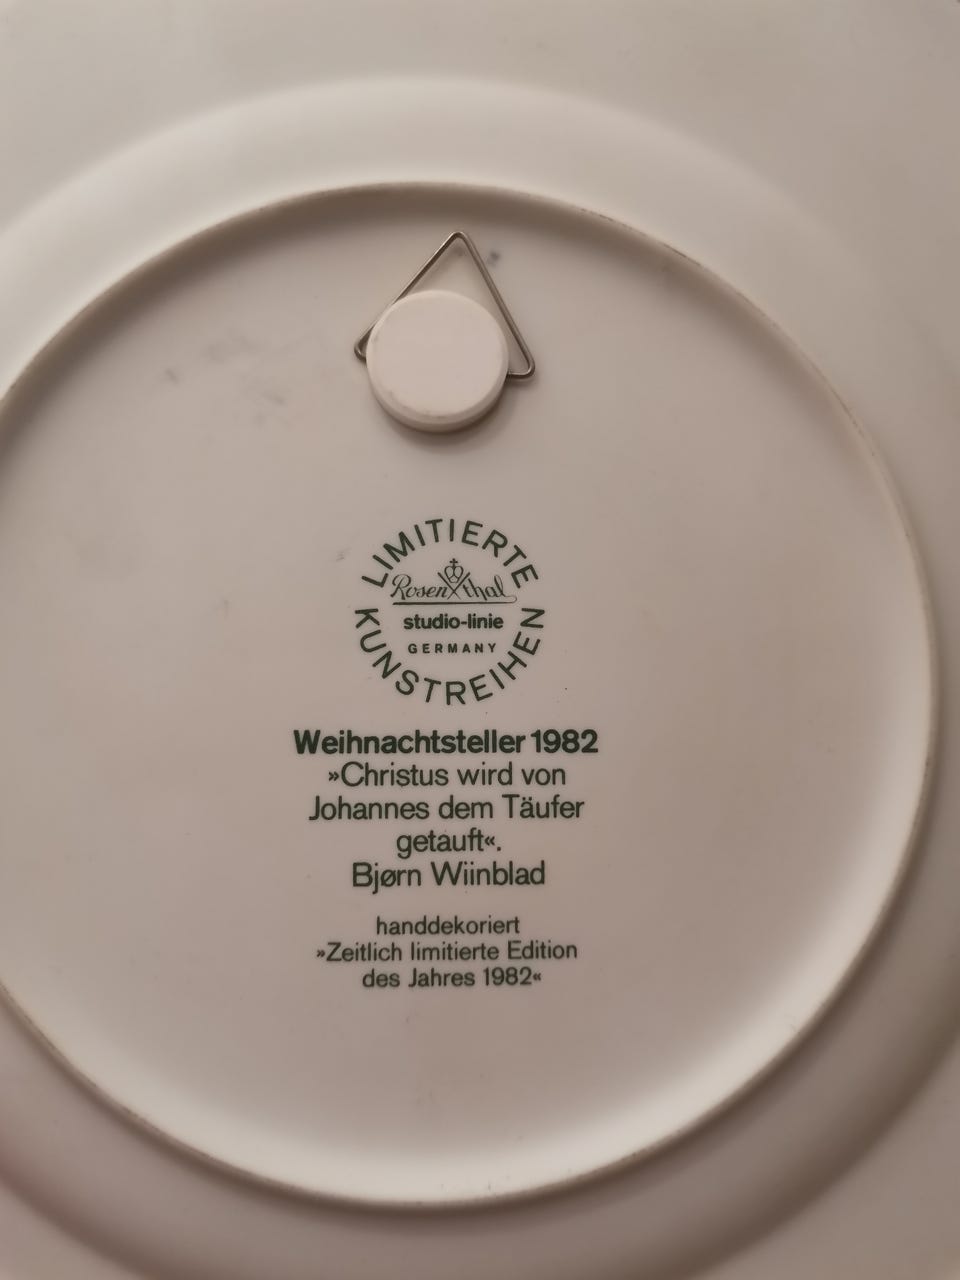 LIMITIERTE
Rosenthal
studio-linie
GERMANY
KUNSTREIHEN
Weihnachtsteller 1982
»Christus wird von
Johannes dem Täufer
getauft«.
Bjørn Wiinblad
handdekoriert
»Zeitlich limitierte Edition
des Jahres 1982«